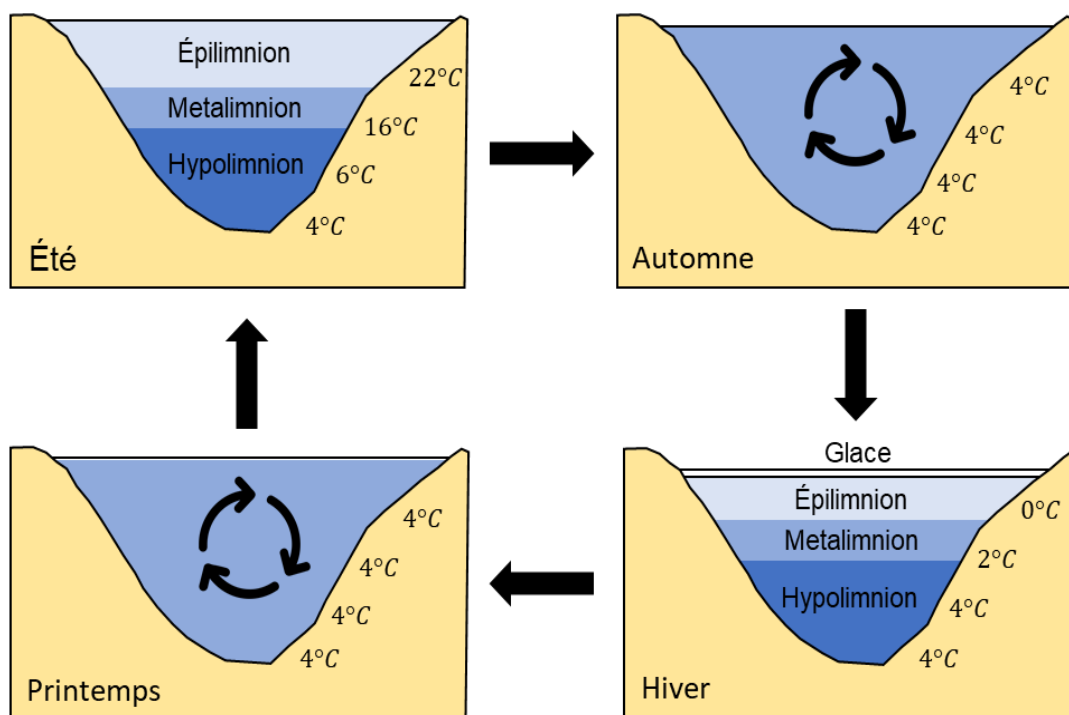 Épilimnion
22°C
Metalimnion
16°C
Hypolimnion
6°C
4°C
Été
4°C
4°C
4°C
4°C
Automne
4°C
4°C
4°C
4°C
Printemps
Glace
Épilimnion
0°C
Metalimnion
2°C
Hypolimnion
4°C
4°C
Hiver